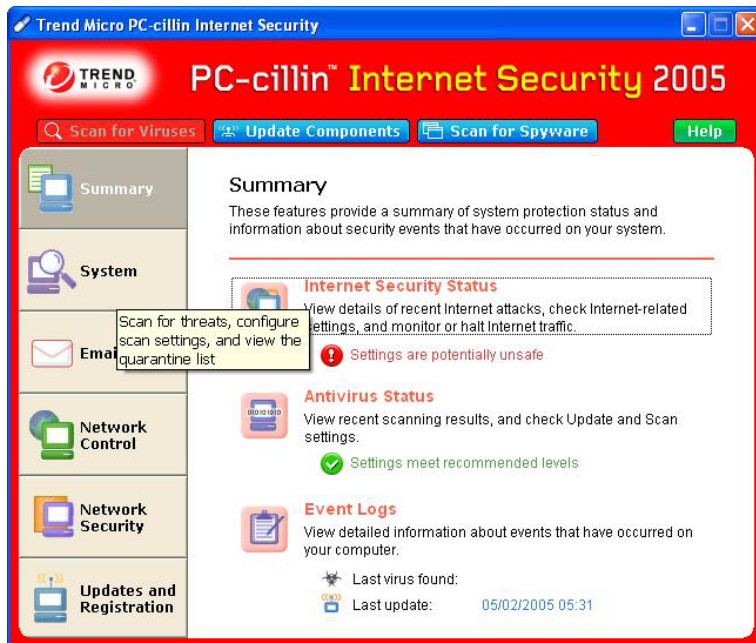 Trend Micro PC-cillin Internet Security
TREND
MICRO
PC-cillin™ Internet Security 2005
Scan for Viruses
Update Components
Scan for Spyware
Help
Summary
System
Email
Network
Control
Network
Security
Updates and
Registration
Scan for threats, configure
scan settings, and view the
quarantine list
Summary
These features provide a summary of system protection status and
information about security events that have occurred on your system.
Internet Security Status
View details of recent Internet attacks, check Internet-related
settings, and monitor or halt Internet traffic.
Settings are potentially unsafe
Antivirus Status
01010101
View recent scanning results, and check Update and Scan
settings.
Settings meet recommended levels
Event Logs
View detailed information about events that have occurred on
your computer.
Last virus found:
Last update: 05/02/2005 05:31